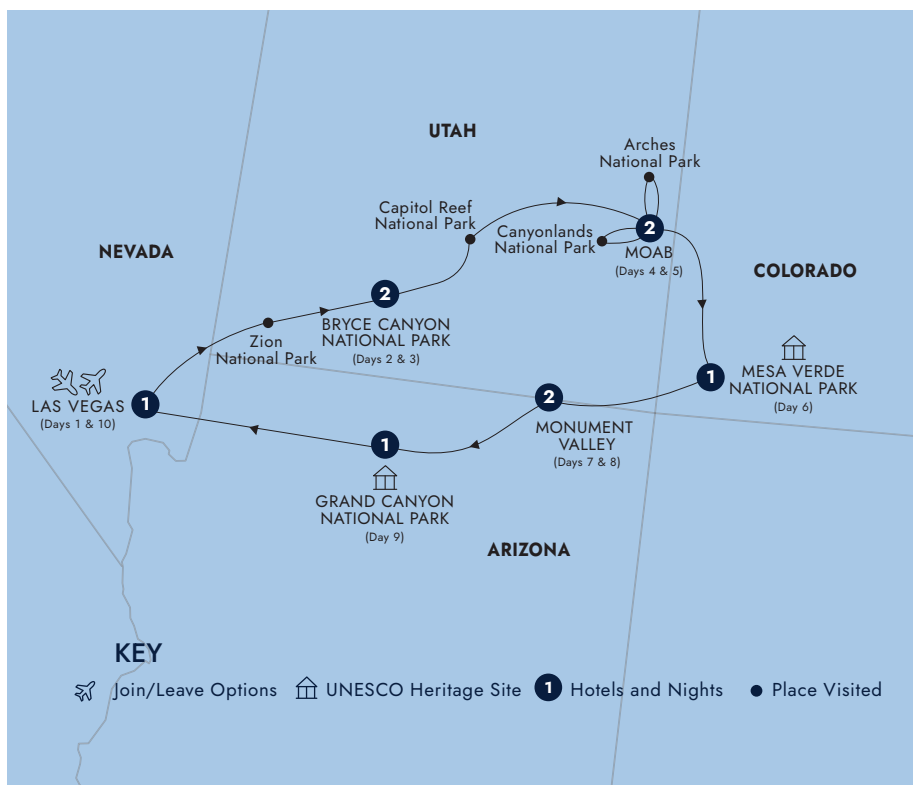 UTAH
Arches
National Park
Capitol Reef
National Park
Canyonlands
National Park
2
MOAB
(Days 4 & 5)
NEVADA
COLORADO
2
BRYCE CANYON
NATIONAL PARK
(Days 2 & 3)
Zion
National Park
LAS VEGAS
(Days 1 & 10)
1
1
MESA VERDE
NATIONAL PARK
(Day 6)
2
MONUMENT
VALLEY
(Days 7 & 8)
1
GRAND CANYON
NATIONAL PARK
(Day 9)
ARIZONA
KEY
Join/Leave Options
UNESCO Heritage Site
1
Hotels and Nights
Place Visited